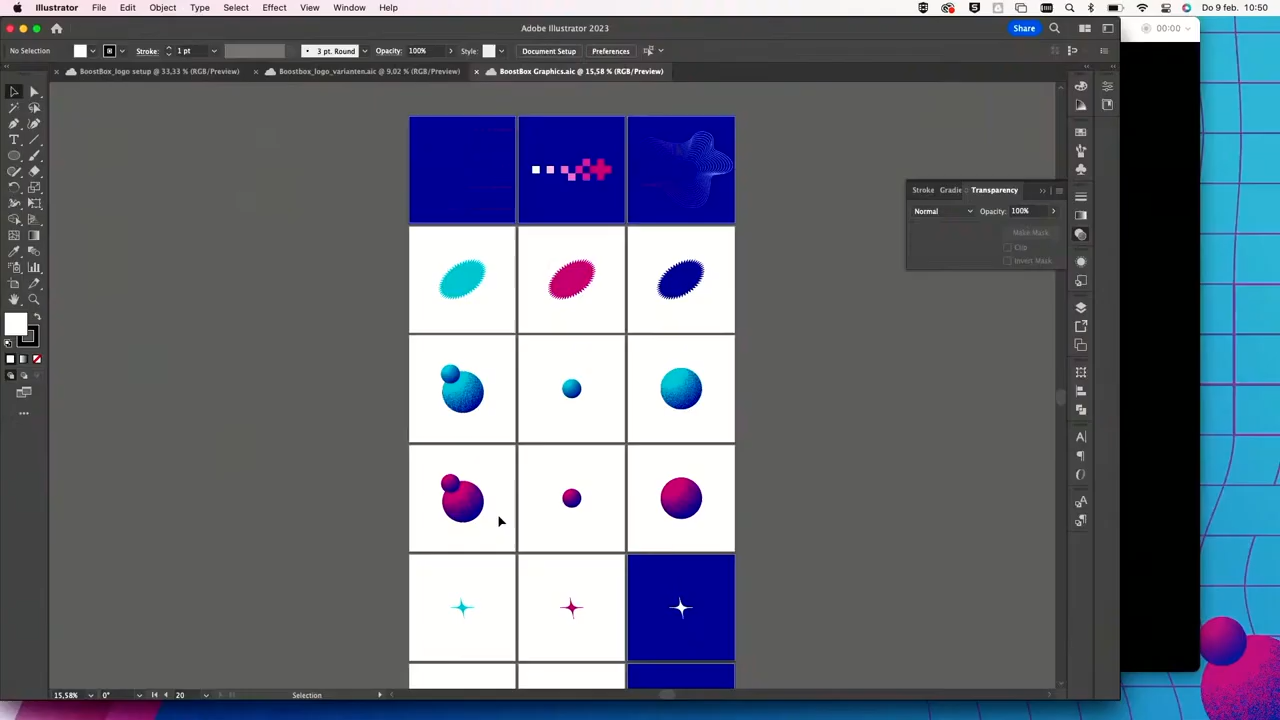 Illustrator File Edit Object Type Select Effect View Window Help
Do 9 feb. 10:50
Adobe Illustrator 2023
Share
00:00
No Selection Stroke: 1 pt 3 pt. Round Opacity: 100% Style: Document Setup Preferences
BoostBox_logo setup @ 33,33 % (RGB/Preview)
Boostbox_logo_varianten.aic @ 9,02 % (RGB/Preview)
BoostBox Graphics.aic @ 15,58 % (RGB/Preview)
Stroke Gradie Transparency
Normal Opacity: 100%
Make Mask
Clip
Invert Mask
15,58% 0° 20 Selection